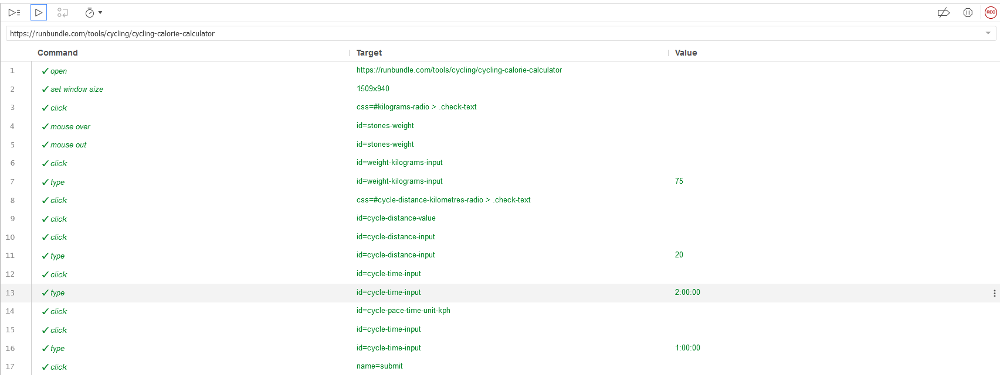 REC
https://runbundle.com/tools/cycling/cycling-calorie-calculator
Command Target Value
1 ✓ open https://runbundle.com/tools/cycling/cycling-calorie-calculator
2 ✓ set window size 1509x940
3 ✓ click css=#kilograms-radio > .check-text
4 ✓ mouse over id=stones-weight
5 ✓ mouse out id=stones-weight
6 ✓ click id=weight-kilograms-input
7 ✓ type id=weight-kilograms-input 75
8 ✓ click css=#cycle-distance-kilometres-radio > .check-text
9 ✓ click id=cycle-distance-value
10 ✓ click id=cycle-distance-input
11 ✓ type id=cycle-distance-input 20
12 ✓ click id=cycle-time-input
13 ✓ type id=cycle-time-input 2:00:00
14 ✓ click id=cycle-pace-time-unit-kph
15 ✓ click id=cycle-time-input
16 ✓ type id=cycle-time-input 1:00:00
17 ✓ click name=submit